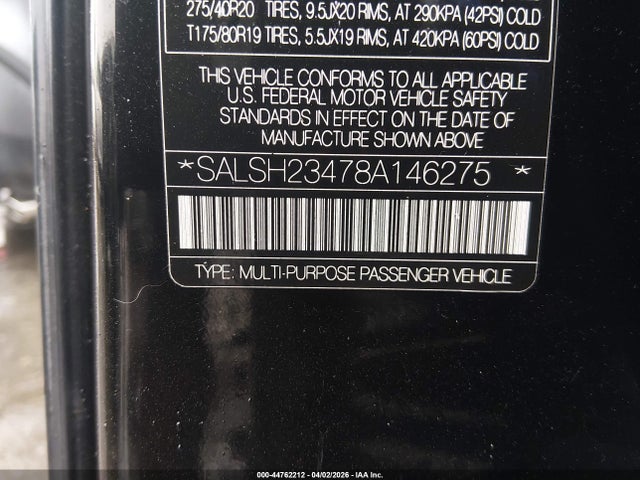 275/40R20 TIRES, 9.5JX20 RIMS, AT 290KPA (42PSI) COLD
T175/80R19 TIRES, 5.5JX19 RIMS, AT 420KPA (60PSI) COLD
THIS VEHICLE CONFORMS TO ALL APPLICABLE
U.S. FEDERAL MOTOR VEHICLE SAFETY
STANDARDS IN EFFECT ON THE DATE OF
MANUFACTURE SHOWN ABOVE
*SALSH23478A146275 *
TYPE: MULTI-PURPOSE PASSENGER VEHICLE
000-44762212 - 04/02/2026 - IAA Inc.